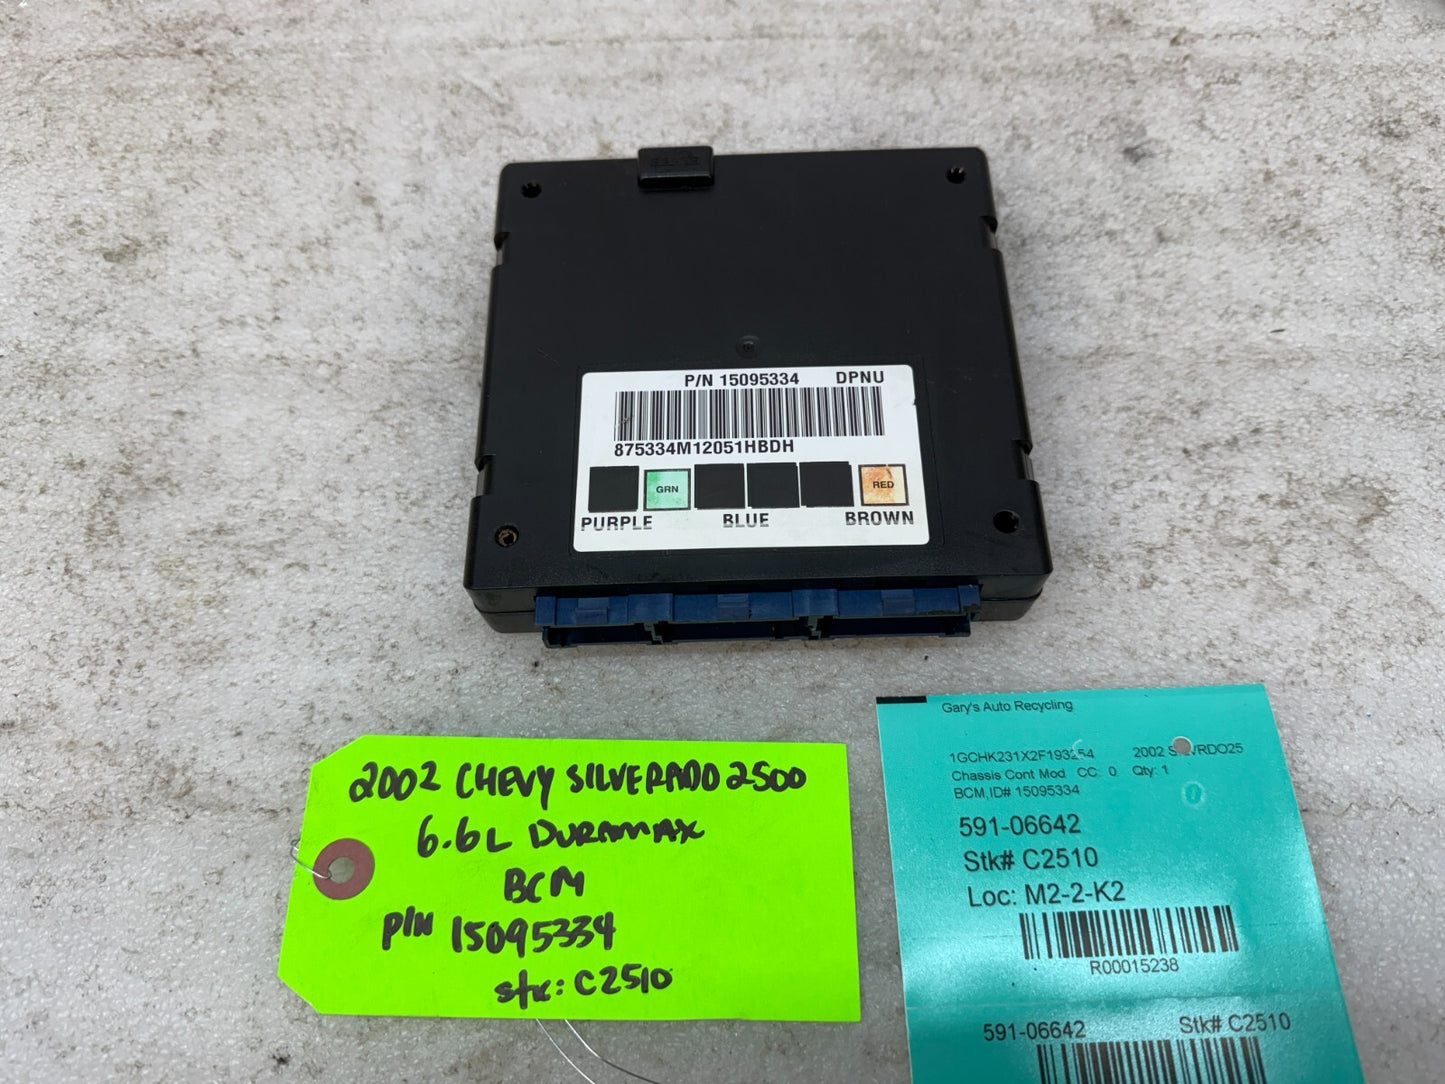 P/N 15095334 DPNU
875334M12051HBDH
GRN RED
PURPLE BLUE BROWN
2002 CHEVY SILVERADO 2500
6.6L DURAMAX
BCM
P/N 15095334
stk: C2510
Gary's Auto Recycling
2002
Chassis Cont Mod CC: 0 Qty: 1
BCM,ID# 15095334
591-06642
Stk# C2510
Loc: M2-2-K2
R00015238
591-06642 Stk# C2510